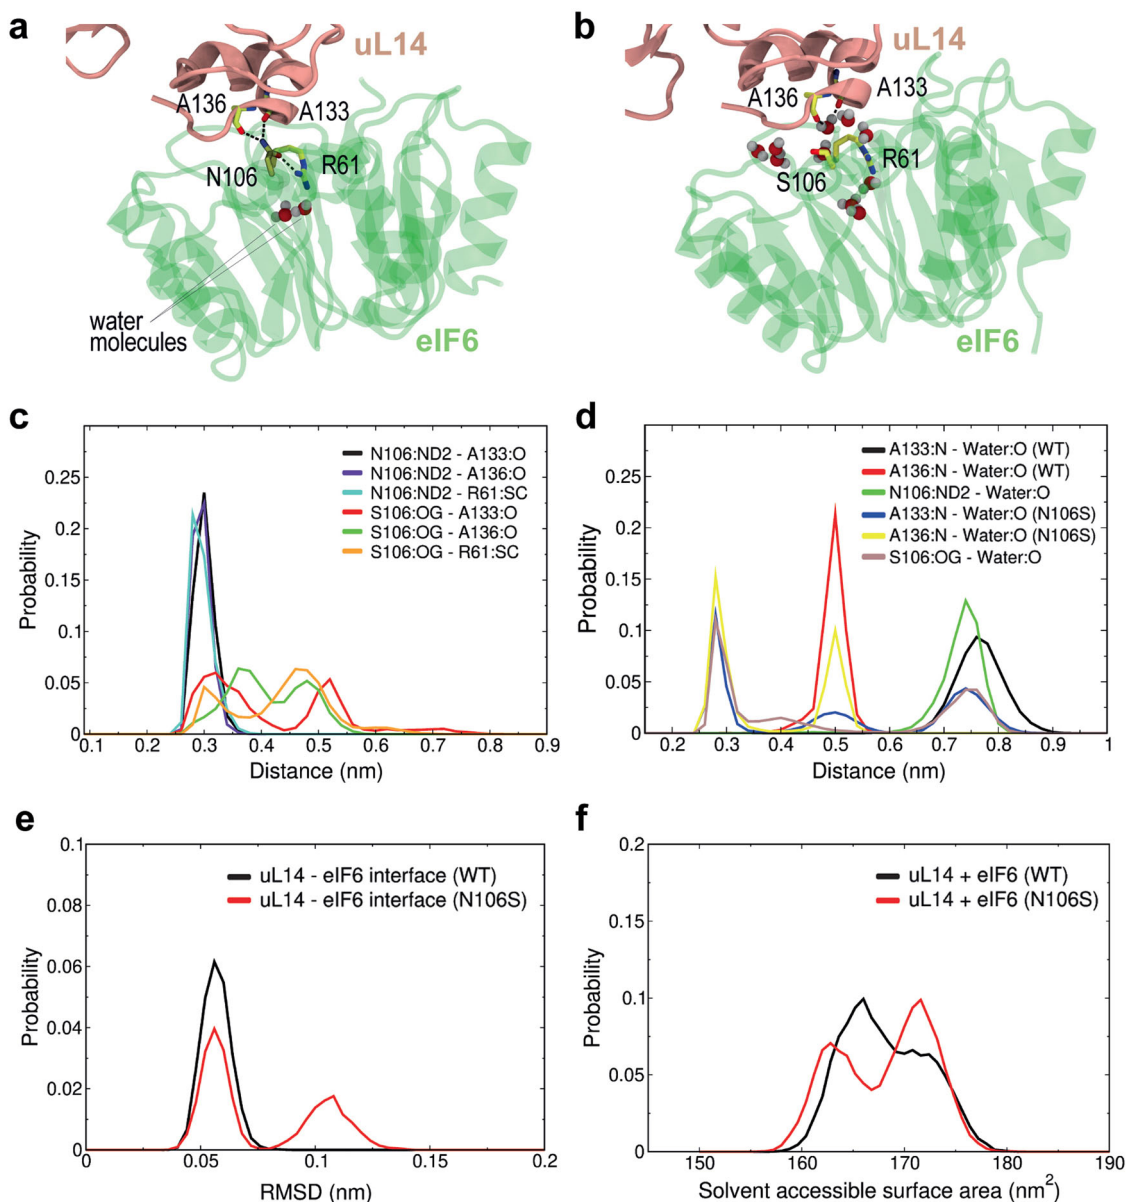 a
uL14
A136
A133
N106
R61
water
molecules
eIF6
b
uL14
A136
A133
R61
S106
eIF6
c
N106:ND2 - A133:O
N106:ND2 - A136:O
N106:ND2 - R61:SC
S106:OG - A133:O
S106:OG - A136:O
S106:OG - R61:SC
Probability
0.25
0.2
0.15
0.1
0.05
0
0.1 0.2 0.3 0.4 0.5 0.6 0.7 0.8 0.9
Distance (nm)
d
A133:N - Water:O (WT)
A136:N - Water:O (WT)
N106:ND2 - Water:O
A133:N - Water:O (N106S)
A136:N - Water:O (N106S)
S106:OG - Water:O
Probability
0.25
0.2
0.15
0.1
0.05
0
0.2 0.3 0.4 0.5 0.6 0.7 0.8 0.9 1
Distance (nm)
e
uL14 - eIF6 interface (WT)
uL14 - eIF6 interface (N106S)
Probability
0.1
0.08
0.06
0.04
0.02
0
0 0.05 0.1 0.15 0.2
RMSD (nm)
f
uL14 + eIF6 (WT)
uL14 + eIF6 (N106S)
Probability
0.2
0.15
0.1
0.05
0
150 160 170 180 190
Solvent accessible surface area (nm²)